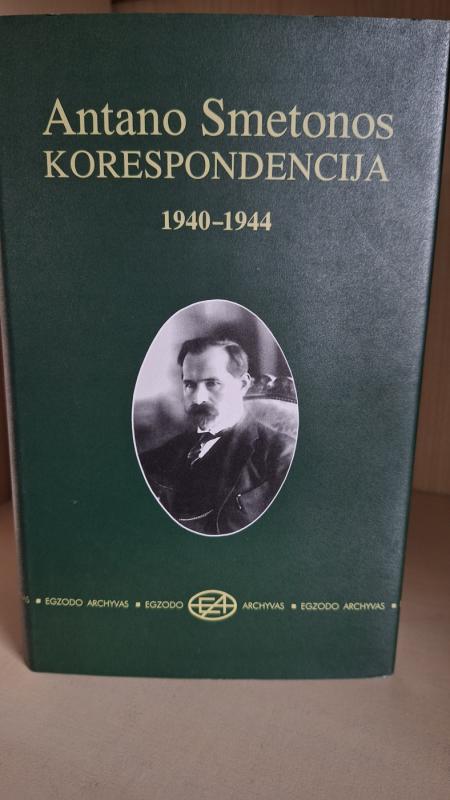 Antano Smetonos
KORESPONDENCIJA
1940–1944
▪ EGZODO ARCHYVAS ▪ EGZODO EA ARCHYVAS ▪ EGZODO ARCHYVAS ▪